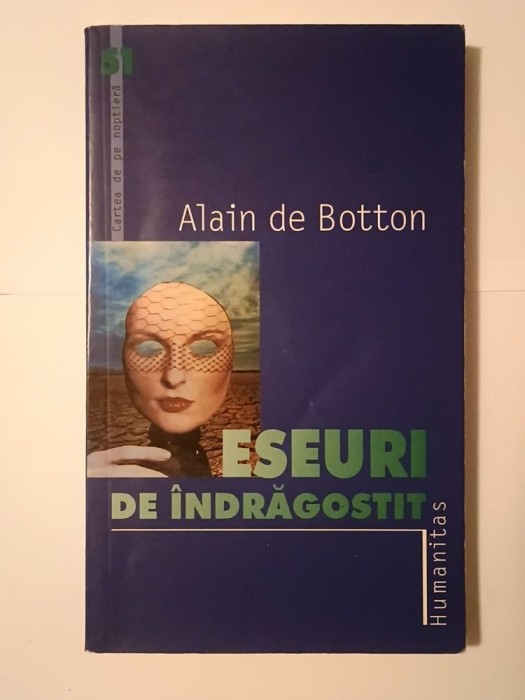 51
Cartea de pe noptieră
Alain de Botton
ESEURI
DE ÎNDRĂGOSTIT
Humanitas